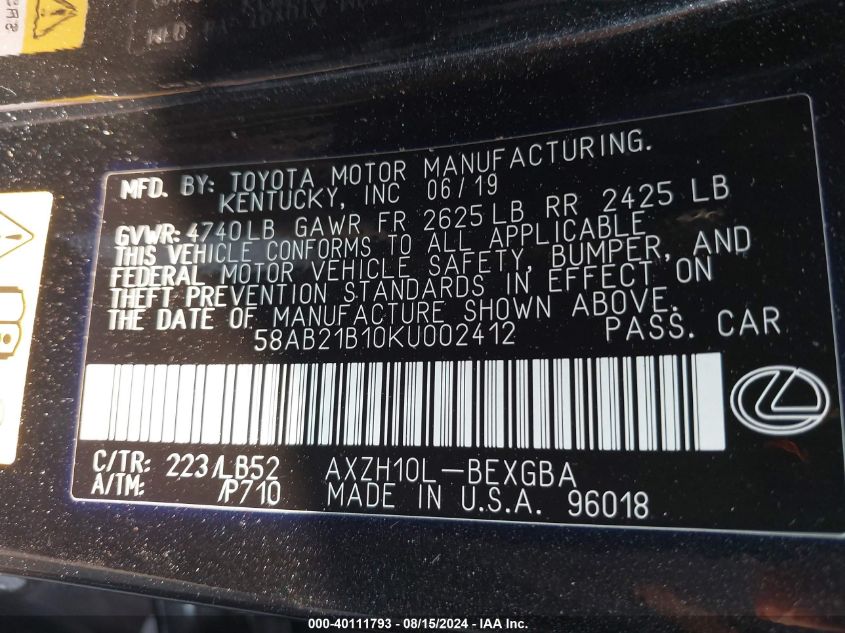 MFD. BY: TOYOTA MOTOR MANUFACTURING.
KENTUCKY, INC 06/19
GVWR: 4740LB GAWR FR 2625LB RR 2425 LB
THIS VEHICLE CONFORMS TO ALL APPLICABLE
FEDERAL MOTOR VEHICLE SAFETY, BUMPER, AND
THEFT PREVENTION STANDARDS IN EFFECT ON
THE DATE OF MANUFACTURE SHOWN ABOVE.
58AB21B10KU002412 PASS. CAR
C/TR: 223/LB52 AXZH10L-BEXGBA
A/TM: /P710 MADE IN U.S.A. 96018
000-40111793 - 08/15/2024 - IAA Inc.